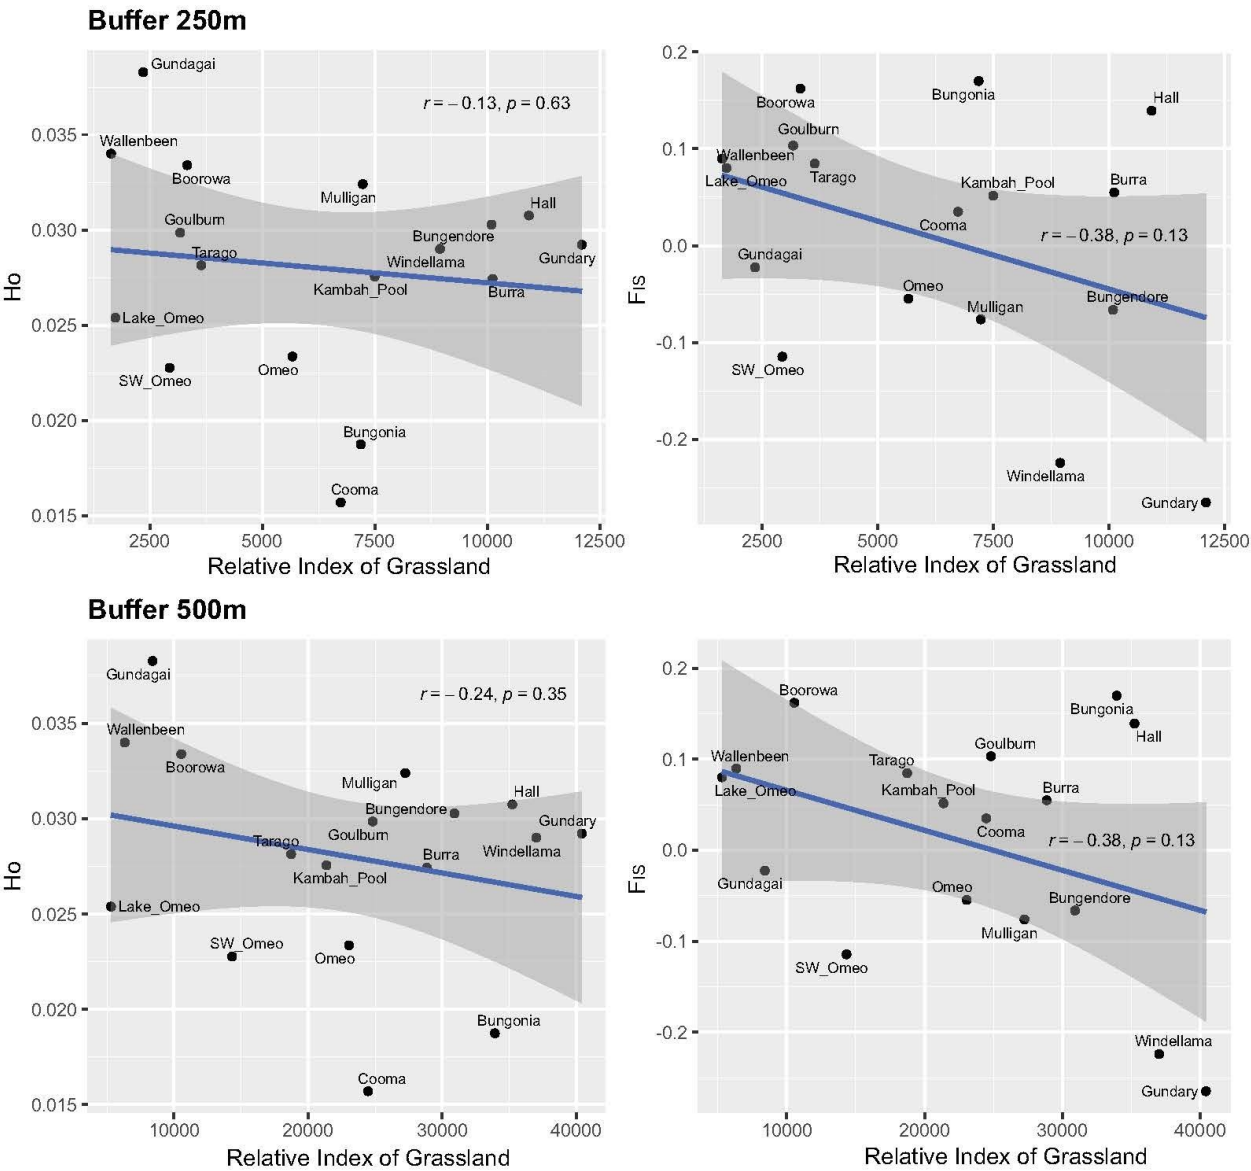 Buffer 250m
Gundagai
r = − 0.13, p = 0.63
0.035
Wallenbeen
Boorowa
Mulligan
Hall
0.030
Goulburn
Bungendore
Tarago
Windellama
Gundary
Kambah_Pool
Burra
0.025
Lake_Omeo
SW_Omeo
Omeo
0.020
Bungonia
Cooma
0.015
Ho
2500
5000
7500
10000
12500
Relative Index of Grassland
0.2
Boorowa
Bungonia
Hall
Goulburn
0.1
Wallenbeen
Tarago
Lake_Omeo
Kambah_Pool
Burra
Cooma
r = − 0.38, p = 0.13
0.0
Gundagai
Omeo
Mulligan
Bungendore
-0.1
SW_Omeo
-0.2
Windellama
Gundary
Fis
2500
5000
7500
10000
12500
Relative Index of Grassland
Buffer 500m
Gundagai
r = − 0.24, p = 0.35
0.035
Wallenbeen
Boorowa
Mulligan
Hall
Bungendore
0.030
Goulburn
Gundary
Tarago
Windellama
Burra
Kambah_Pool
0.025
Lake_Omeo
SW_Omeo
Omeo
0.020
Bungonia
Cooma
0.015
Ho
10000
20000
30000
40000
Relative Index of Grassland
0.2
Boorowa
Bungonia
Hall
Goulburn
0.1
Wallenbeen
Tarago
Lake_Omeo
Kambah_Pool
Burra
Cooma
r = − 0.38, p = 0.13
0.0
Gundagai
Omeo
Bungendore
Mulligan
-0.1
SW_Omeo
-0.2
Windellama
Gundary
Fis
10000
20000
30000
40000
Relative Index of Grassland